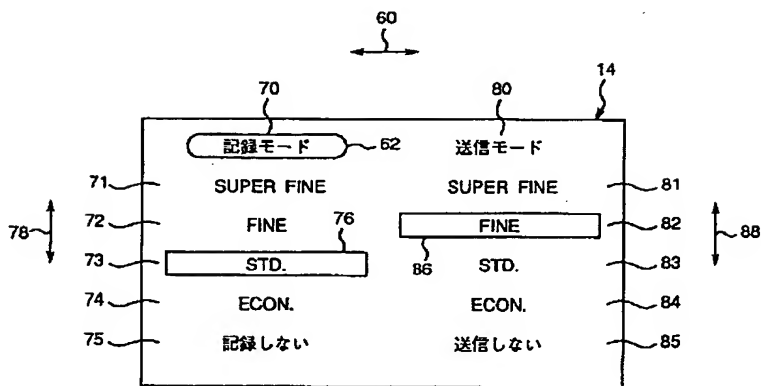 60
14
70 80
記録モード 62 送信モード
71 SUPER FINE SUPER FINE 81
78 72 FINE 76 FINE 82 88
73 STD. 86 STD. 83
74 ECON. ECON. 84
75 記録しない 送信しない 85